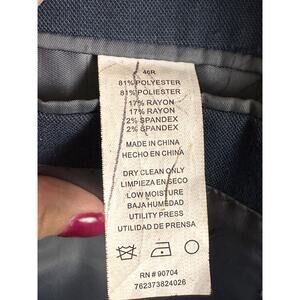 46R
81% POLYESTER
81% POLIESTER
17% RAYON
17% RAYON
2% SPANDEX
2% SPANDEX
MADE IN CHINA
HECHO EN CHINA
DRY CLEAN ONLY
LIMPIEZA EN SECO
LOW MOISTURE
BAJA HUMEDAD
UTILITY PRESS
UTILIDAD DE PRENSA
RN # 90704
762373824026